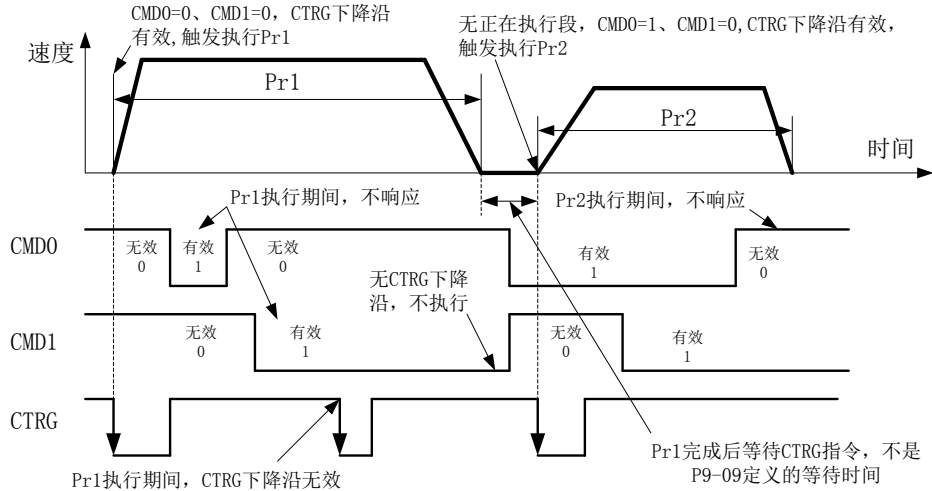 CMD0=0、CMD1=0，CTRG下降沿
有效,触发执行Pr1
无正在执行段，CMD0=1、CMD1=0,CTRG下降沿有效，
触发执行Pr2
速度
Pr1
Pr2
时间
Pr1执行期间，不响应
Pr2执行期间，不响应
CMD0
无效
0
有效
1
无效
0
有效
1
无效
0
无CTRG下降
沿，不执行
CMD1
无效
0
有效
1
无效
0
有效
1
CTRG
Pr1执行期间，CTRG下降沿无效
Pr1完成后等待CTRG指令，不是
P9-09定义的等待时间